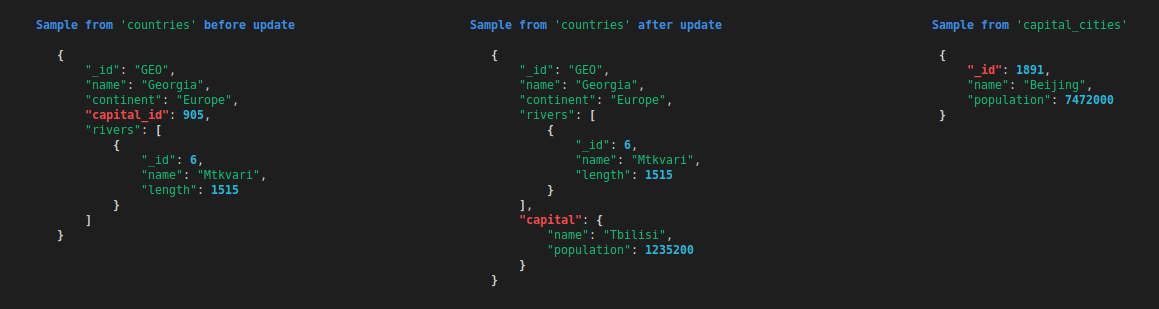 Sample from 'countries' before update
{
"_id": "GEO",
"name": "Georgia",
"continent": "Europe",
"capital_id": 905,
"rivers": [
{
"_id": 6,
"name": "Mtkvari",
"length": 1515
}
]
}
Sample from 'countries' after update
{
"_id": "GEO",
"name": "Georgia",
"continent": "Europe",
"rivers": [
{
"_id": 6,
"name": "Mtkvari",
"length": 1515
}
],
"capital": {
"name": "Tbilisi",
"population": 1235200
}
}
Sample from 'capital_cities'
{
"_id": 1891,
"name": "Beijing",
"population": 7472000
}